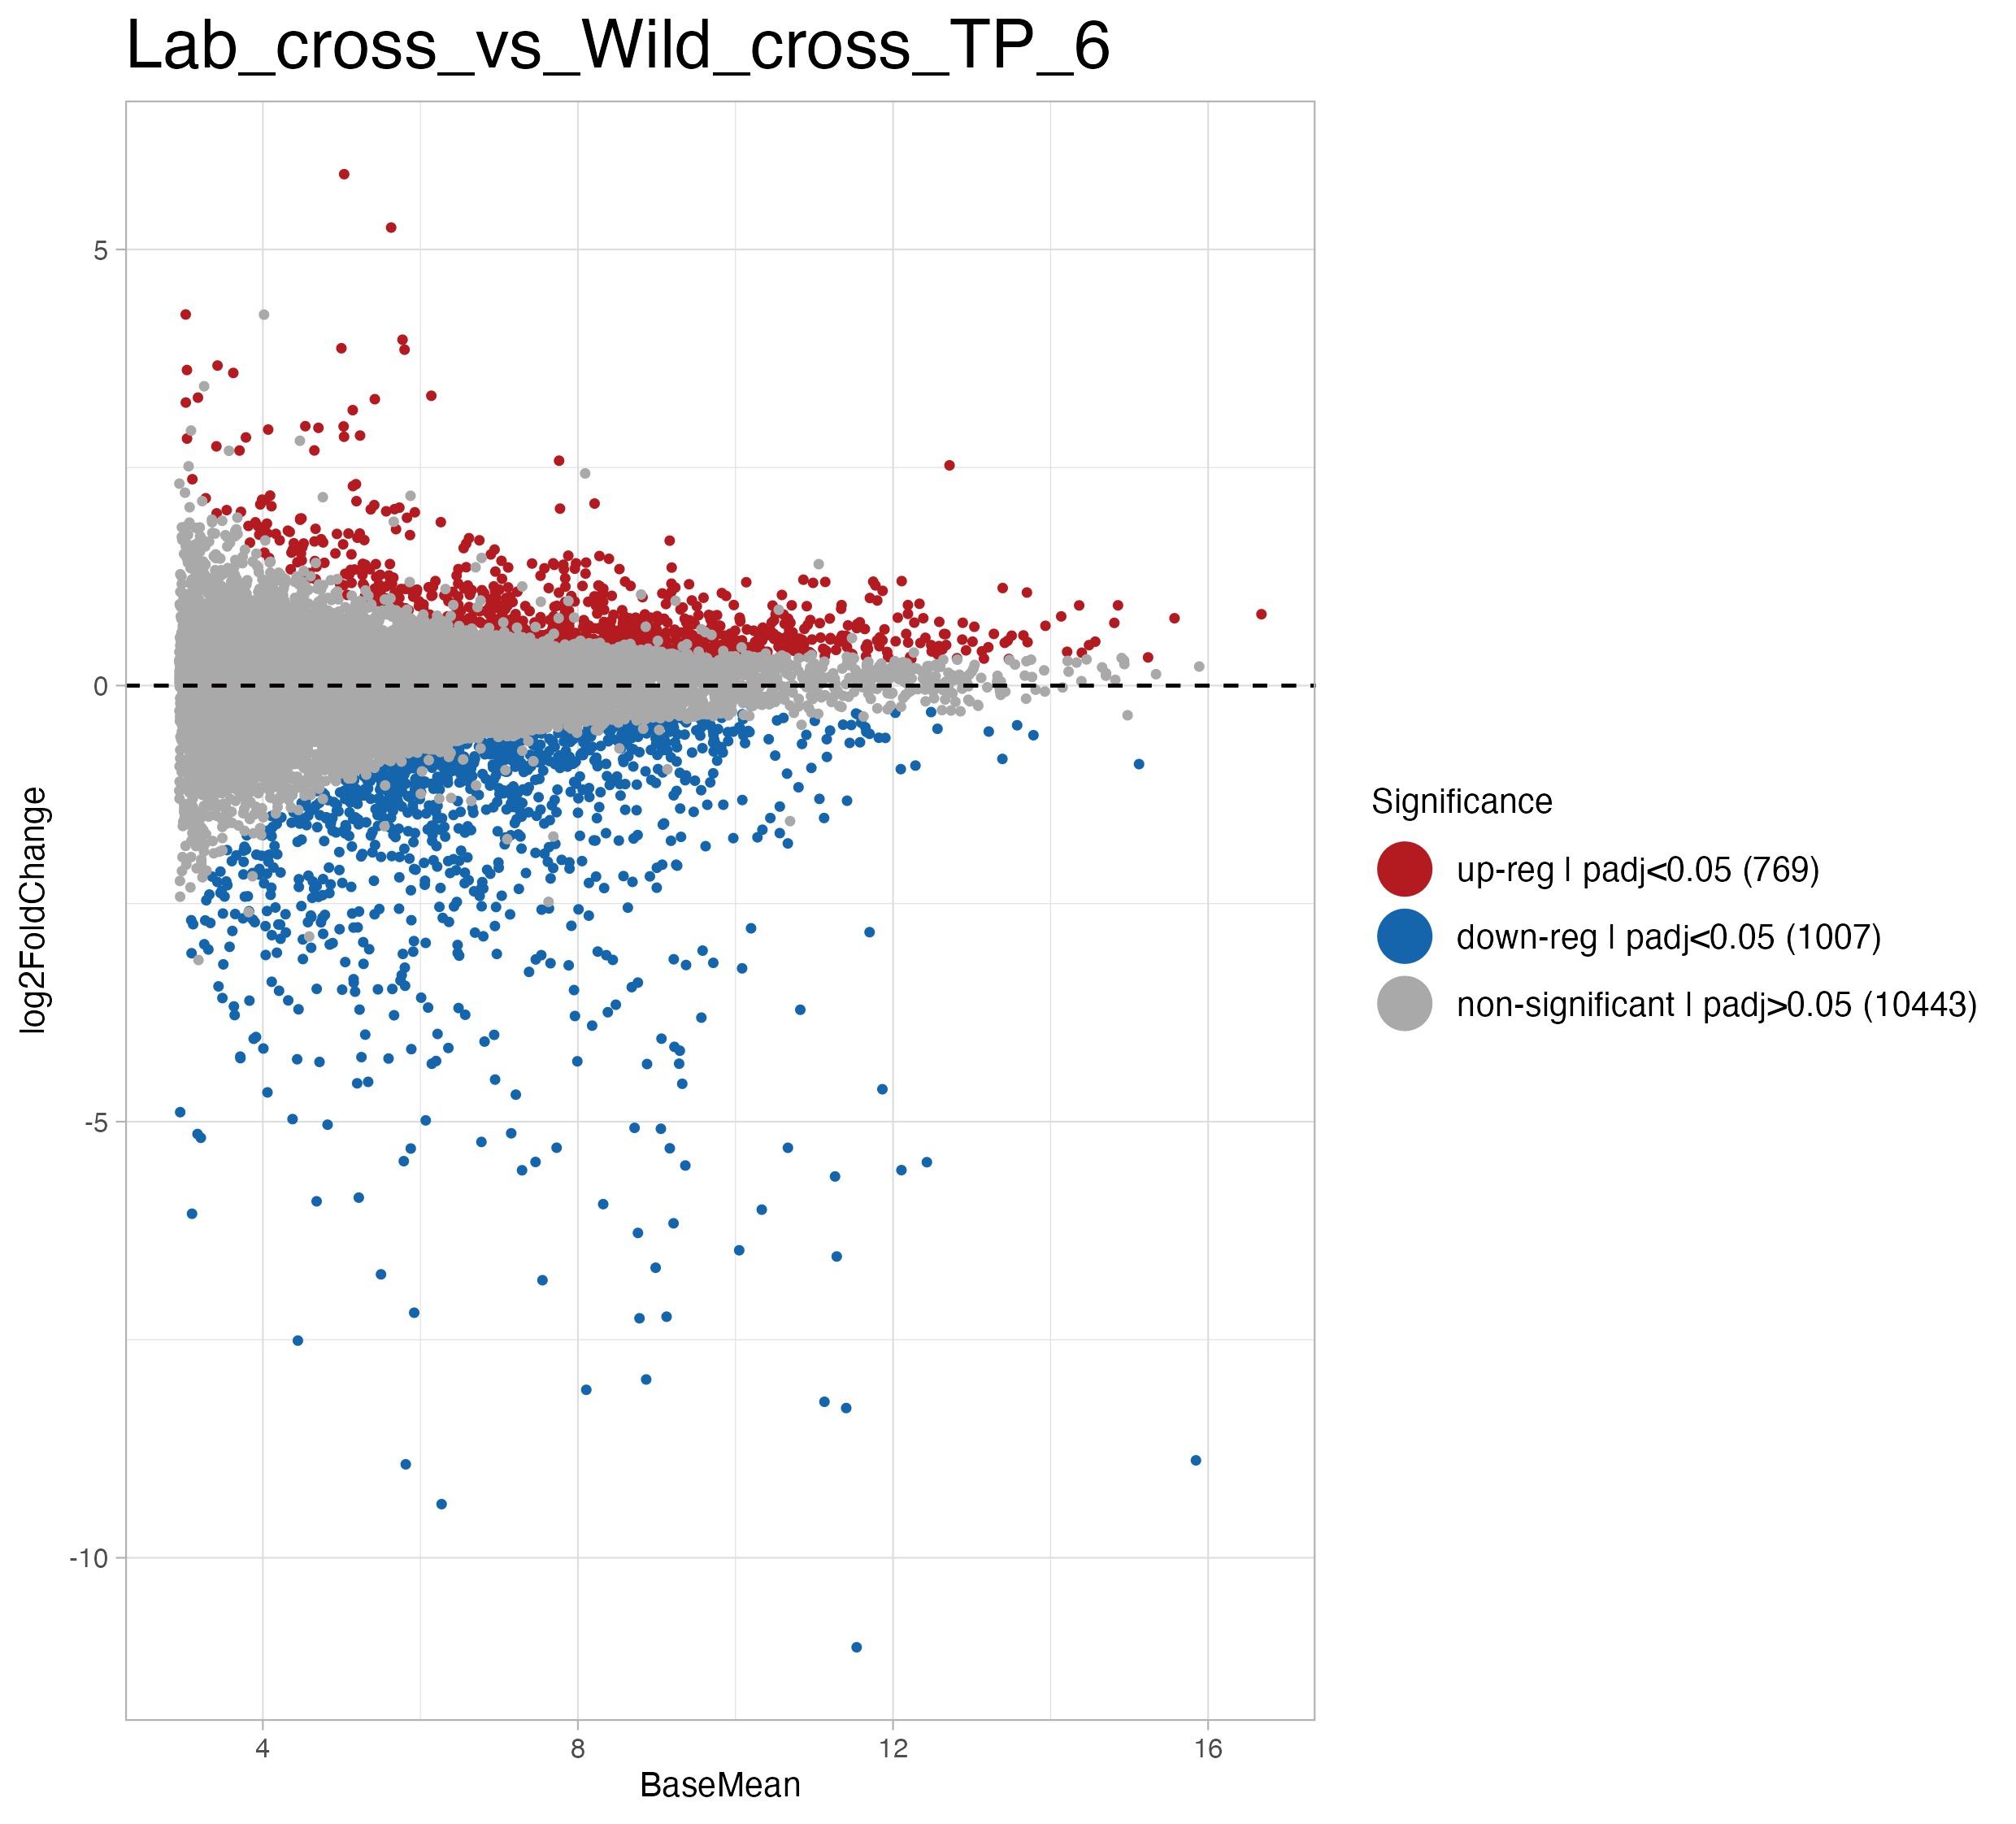 Lab_cross_vs_Wild_cross_TP_6
log2FoldChange
5
0
-5
-10
4 8 12 16
BaseMean
Significance
up-reg | padj<0.05 (769)
down-reg | padj<0.05 (1007)
non-significant | padj>0.05 (10443)